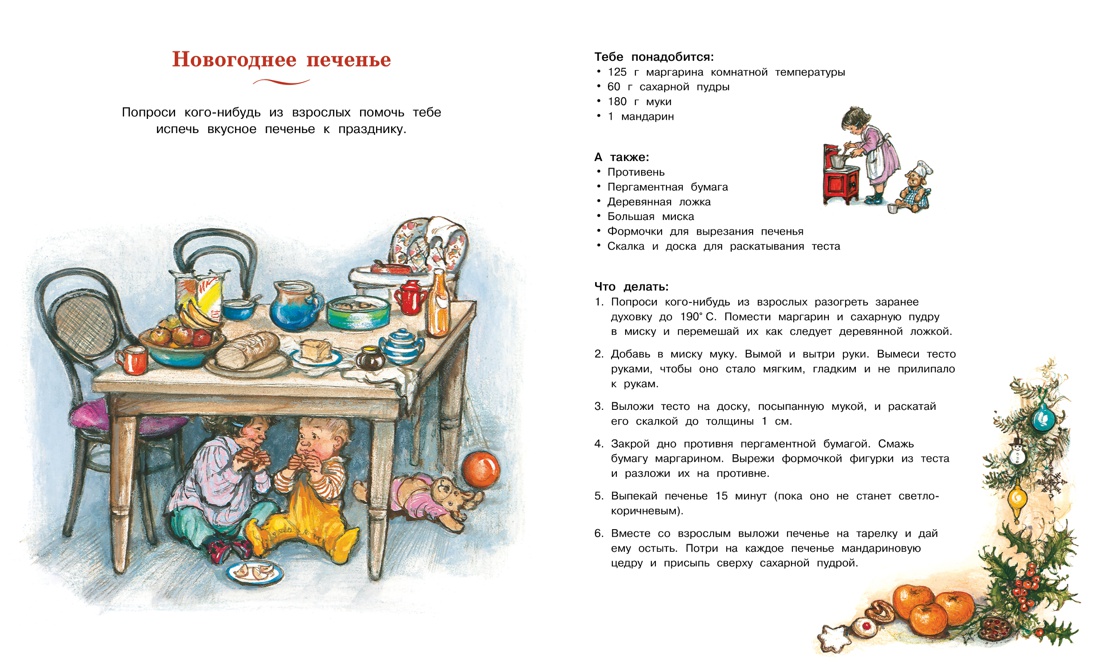 Новогоднее печенье
Попроси кого-нибудь из взрослых помочь тебе
испечь вкусное печенье к празднику.
Тебе понадобится:
• 125 г маргарина комнатной температуры
• 60 г сахарной пудры
• 180 г муки
• 1 мандарин
А также:
• Противень
• Пергаментная бумага
• Деревянная ложка
• Большая миска
• Формочки для вырезания печенья
• Скалка и доска для раскатывания теста
Что делать:
1. Попроси кого-нибудь из взрослых разогреть заранее
духовку до 190° С. Помести маргарин и сахарную пудру
в миску и перемешай их как следует деревянной ложкой.
2. Добавь в миску муку. Вымой и вытри руки. Вымеси тесто
руками, чтобы оно стало мягким, гладким и не прилипало
к рукам.
3. Выложи тесто на доску, посыпанную мукой, и раскатай
его скалкой до толщины 1 см.
4. Закрой дно противня пергаментной бумагой. Смажь
бумагу маргарином. Вырежи формочкой фигурки из теста
и разложи их на противне.
5. Выпекай печенье 15 минут (пока оно не станет светло-
коричневым).
6. Вместе со взрослым выложи печенье на тарелку и дай
ему остыть. Потри на каждое печенье мандариновую
цедру и присыпь сверху сахарной пудрой.